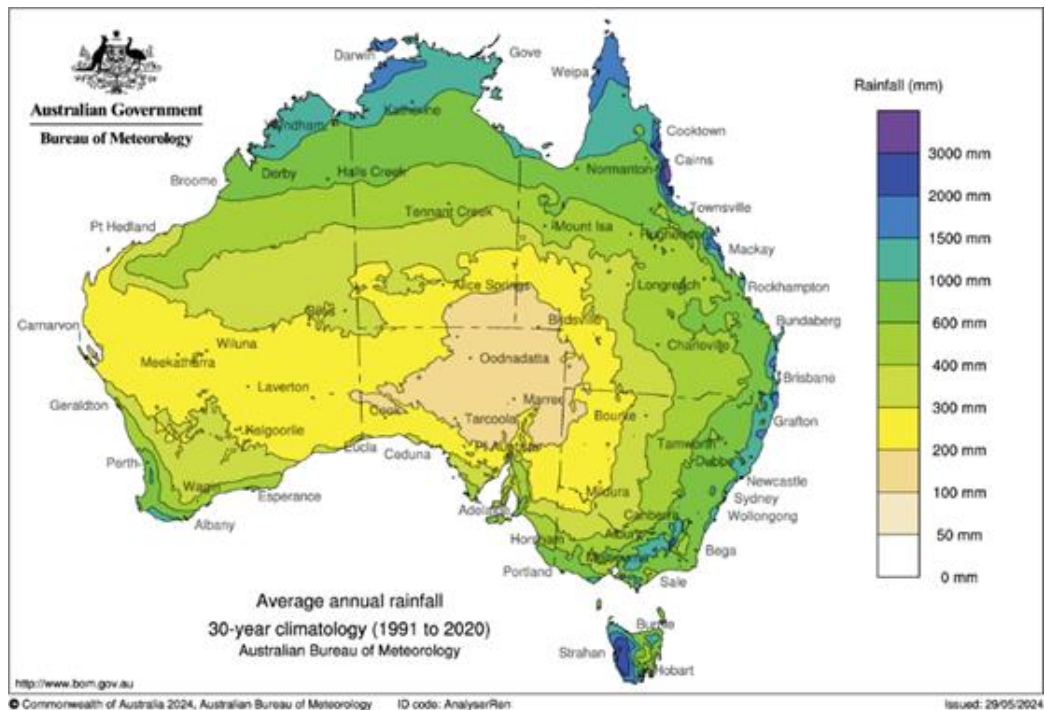 Australian Government
Bureau of Meteorology
Darwin
Gove
Weipa
Wyndham
Katherine
Cooktown
Cairns
Broome
Derby
Halls Creek
Normanton
Townsville
Pt Hedland
Tennant Creek
Mount Isa
Hughenden
Mackay
Alice Springs
Longreach
Rockhampton
Giles
Birdsville
Bundaberg
Carnarvon
Wiluna
Meekatharra
Oodnadatta
Charleville
Laverton
Brisbane
Geraldton
Marree
Cook
Tarcoola
Bourke
Grafton
Kalgoorlie
Eucla
Ceduna
Pt Augusta
Tamworth
Dubbo
Perth
Wagin
Esperance
Newcastle
Mildura
Sydney
Adelaide
Canberra
Wollongong
Albany
Horsham
Albury
Bega
Portland
Sale
Burnie
Strahan
Hobart
Rainfall (mm)
3000 mm
2000 mm
1500 mm
1000 mm
600 mm
400 mm
300 mm
200 mm
100 mm
50 mm
0 mm
Average annual rainfall
30-year climatology (1991 to 2020)
Australian Bureau of Meteorology
http://www.bom.gov.au
© Commonwealth of Australia 2024, Australian Bureau of Meteorology ID code: AnalyserRen Issued: 29/05/2024